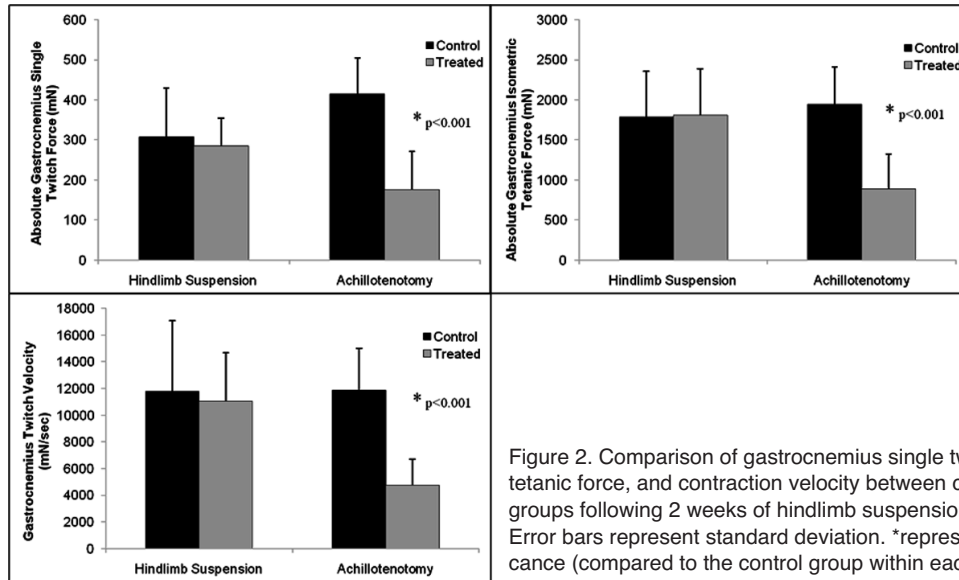 600
500
400
300
200
100
0
Absolute Gastrocnemius Single
Twitch Force (mN)
Control
Treated
* p<0.001
Hindlimb Suspension
Achillotenotomy
3000
2500
2000
1500
1000
500
0
Absolute Gastrocnemius Isometric
Tetanic Force (mN)
Control
Treated
* p<0.001
Hindlimb Suspension
Achillotenotomy
18000
16000
14000
12000
10000
8000
6000
4000
2000
0
Gastrocnemius Twitch Velocity
(mN/sec)
Control
Treated
* p<0.001
Hindlimb Suspension
Achillotenotomy
Figure 2. Comparison of gastrocnemius single tw
tetanic force, and contraction velocity between c
groups following 2 weeks of hindlimb suspension
Error bars represent standard deviation. *repres
cance (compared to the control group within eac